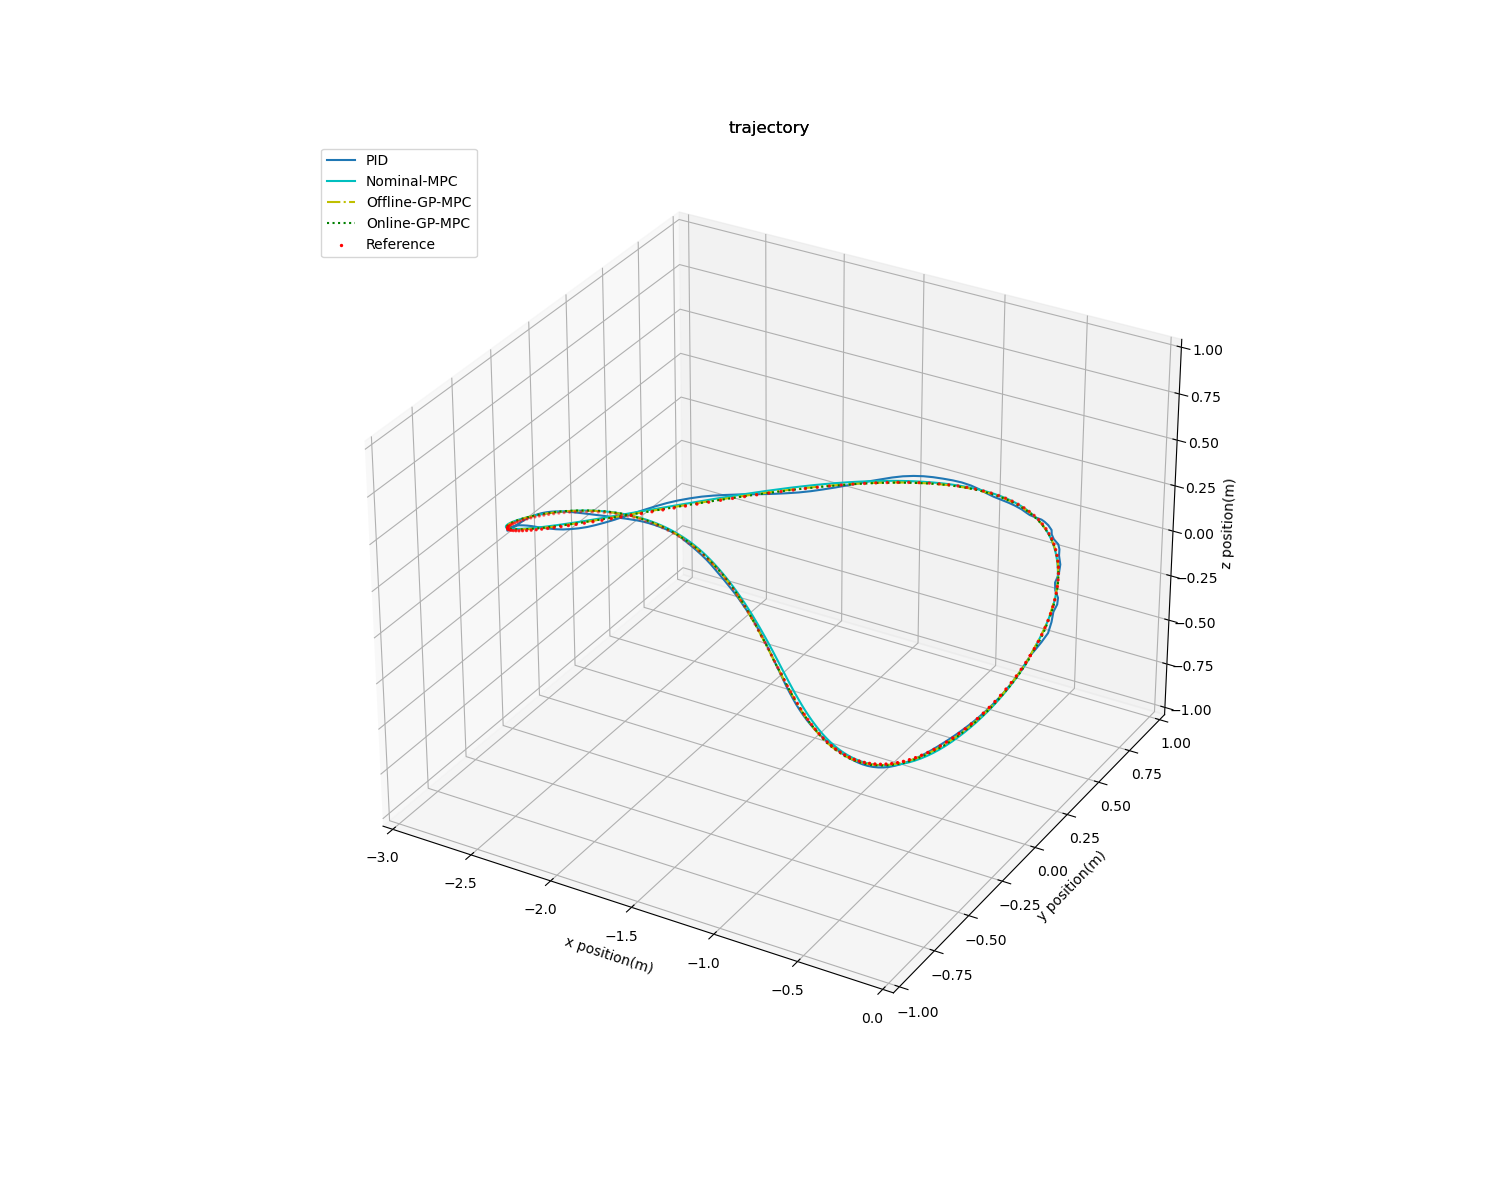 trajectory
PID
Nominal-MPC
Offline-GP-MPC
Online-GP-MPC
Reference
1.00
0.75
0.50
0.25
0.00
−0.25
−0.50
−0.75
−1.00
z position(m)
1.00
0.75
0.50
0.25
0.00
−0.25
−0.50
−0.75
−1.00
y position(m)
−3.0
−2.5
−2.0
−1.5
−1.0
−0.5
0.0
x position(m)